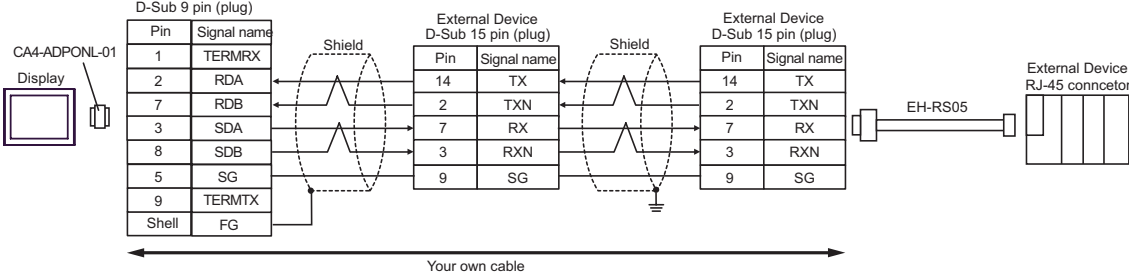 D-Sub 9 pin (plug)
CA4-ADPONL-01
Display
Pin Signal name
1 TERMRX
2 RDA
7 RDB
3 SDA
8 SDB
5 SG
9 TERMTX
Shell FG
Shield
External Device
D-Sub 15 pin (plug)
Pin Signal name
14 TX
2 TXN
7 RX
3 RXN
9 SG
Shield
External Device
D-Sub 15 pin (plug)
Pin Signal name
14 TX
2 TXN
7 RX
3 RXN
9 SG
EH-RS05
External Device
RJ-45 conncetor
Your own cable